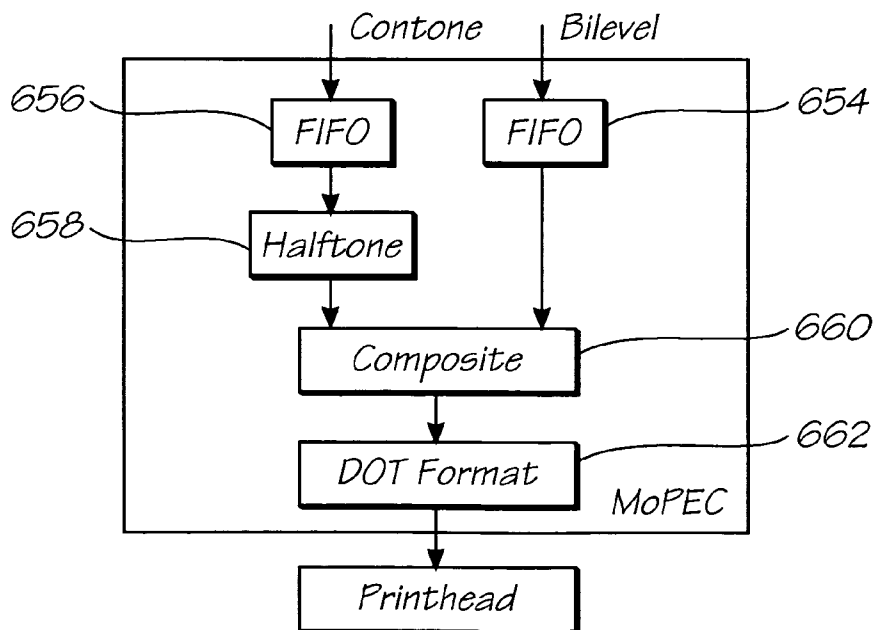 Contone Bilevel
656 FIFO FIFO 654
658 Halftone
Composite 660
DOT Format 662
MoPEC
Printhead